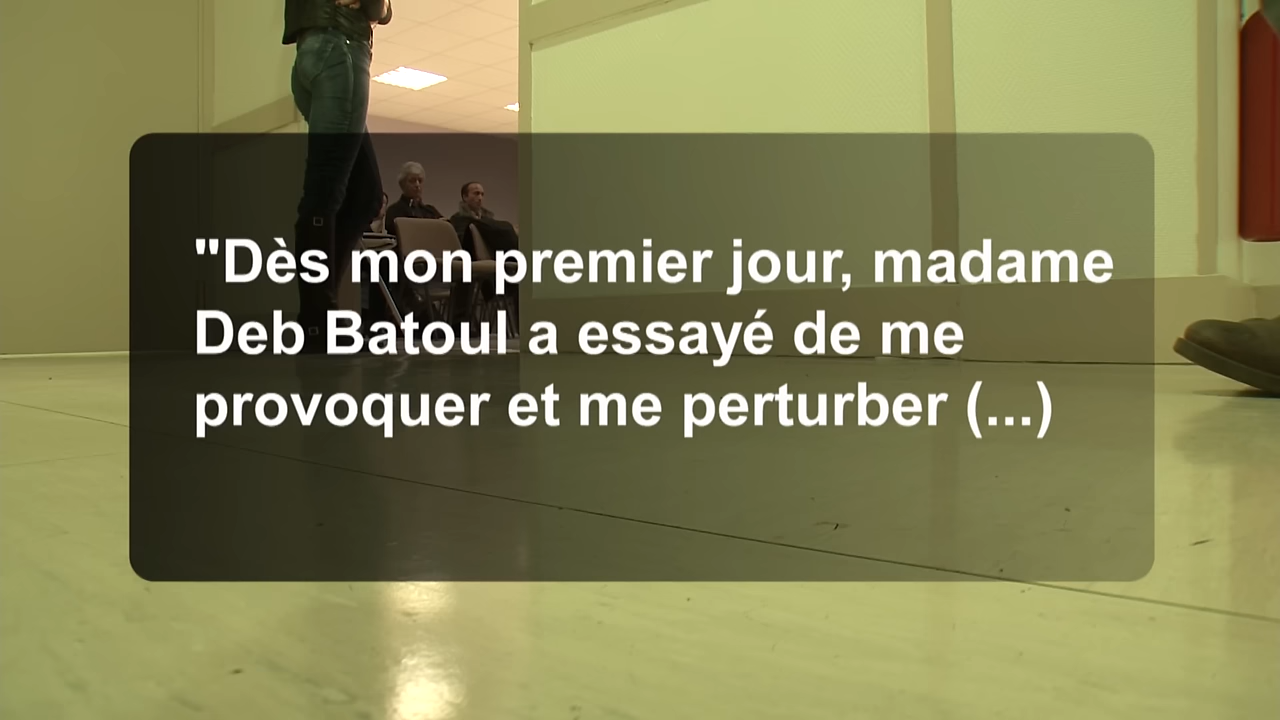 "Dès mon premier jour, madame
Deb Batoul a essayé de me
provoquer et me perturber (...)